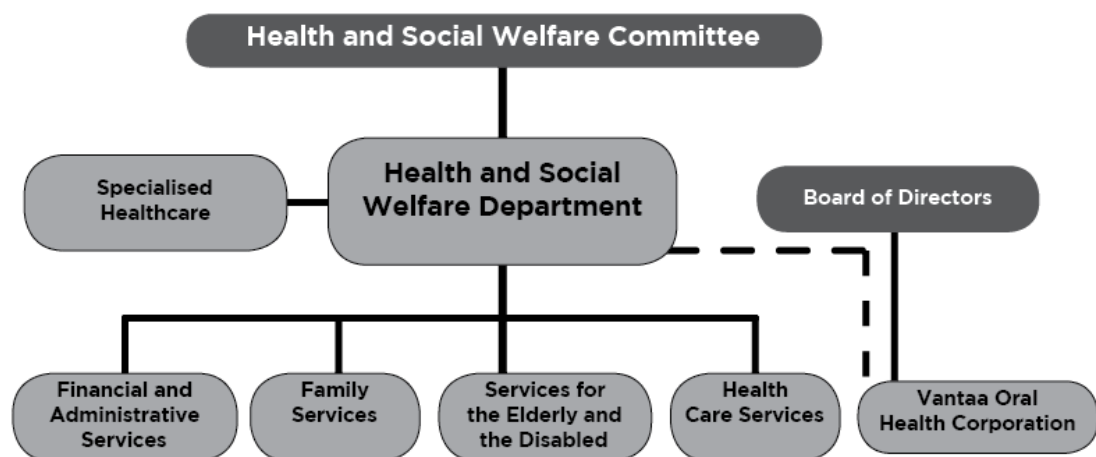 Health and Social Welfare Committee
Specialised
Healthcare
Health and Social
Welfare Department
Board of Directors
Financial and
Administrative
Services
Family
Services
Services for
the Elderly and
the Disabled
Health
Care Services
Vantaa Oral
Health Corporation